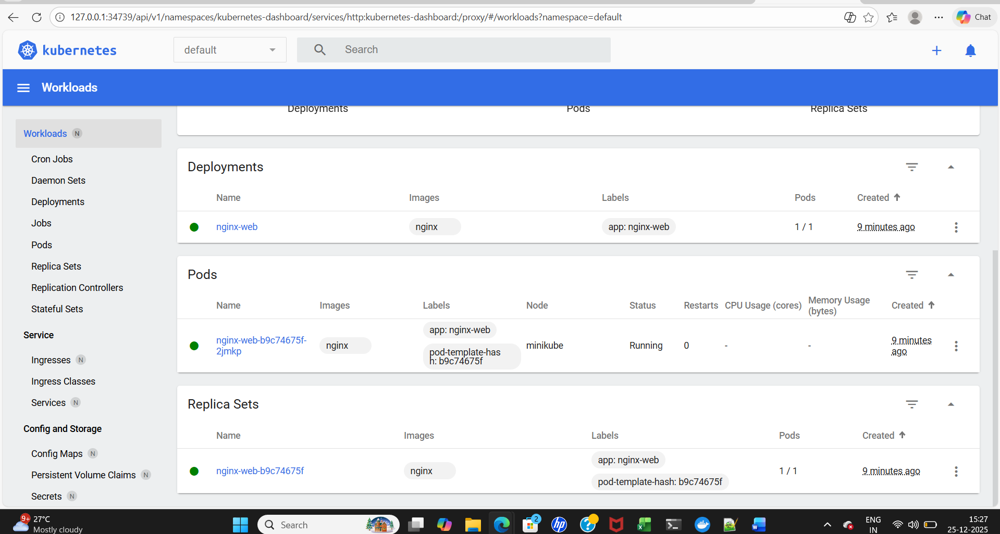 127.0.0.1:34739/api/v1/namespaces/kubernetes-dashboard/services/http:kubernetes-dashboard:/proxy/#/workloads?namespace=default
Chat
kubernetes
default
Search
Workloads
Deployments
Pods
Replica Sets
Workloads N
Cron Jobs
Daemon Sets
Deployments
Jobs
Pods
Replica Sets
Replication Controllers
Stateful Sets
Service
Ingresses N
Ingress Classes
Services N
Config and Storage
Config Maps N
Persistent Volume Claims N
Secrets N
Deployments
Name Images Labels Pods Created
nginx-web nginx app: nginx-web 1 / 1 9 minutes ago
Pods
Name Images Labels Node Status Restarts CPU Usage (cores) Memory Usage
(bytes) Created
nginx-web-b9c74675f-
2jmkp
nginx
app: nginx-web
pod-template-has
h: b9c74675f
minikube
Running
0
-
-
9 minutes
ago
Replica Sets
Name Images Labels Pods Created
nginx-web-b9c74675f
nginx
app: nginx-web
pod-template-hash: b9c74675f
1 / 1
9 minutes ago
9+
27°C
Mostly cloudy
Search
2
hp
?
X
W
ENG
IN
15:27
25-12-2025